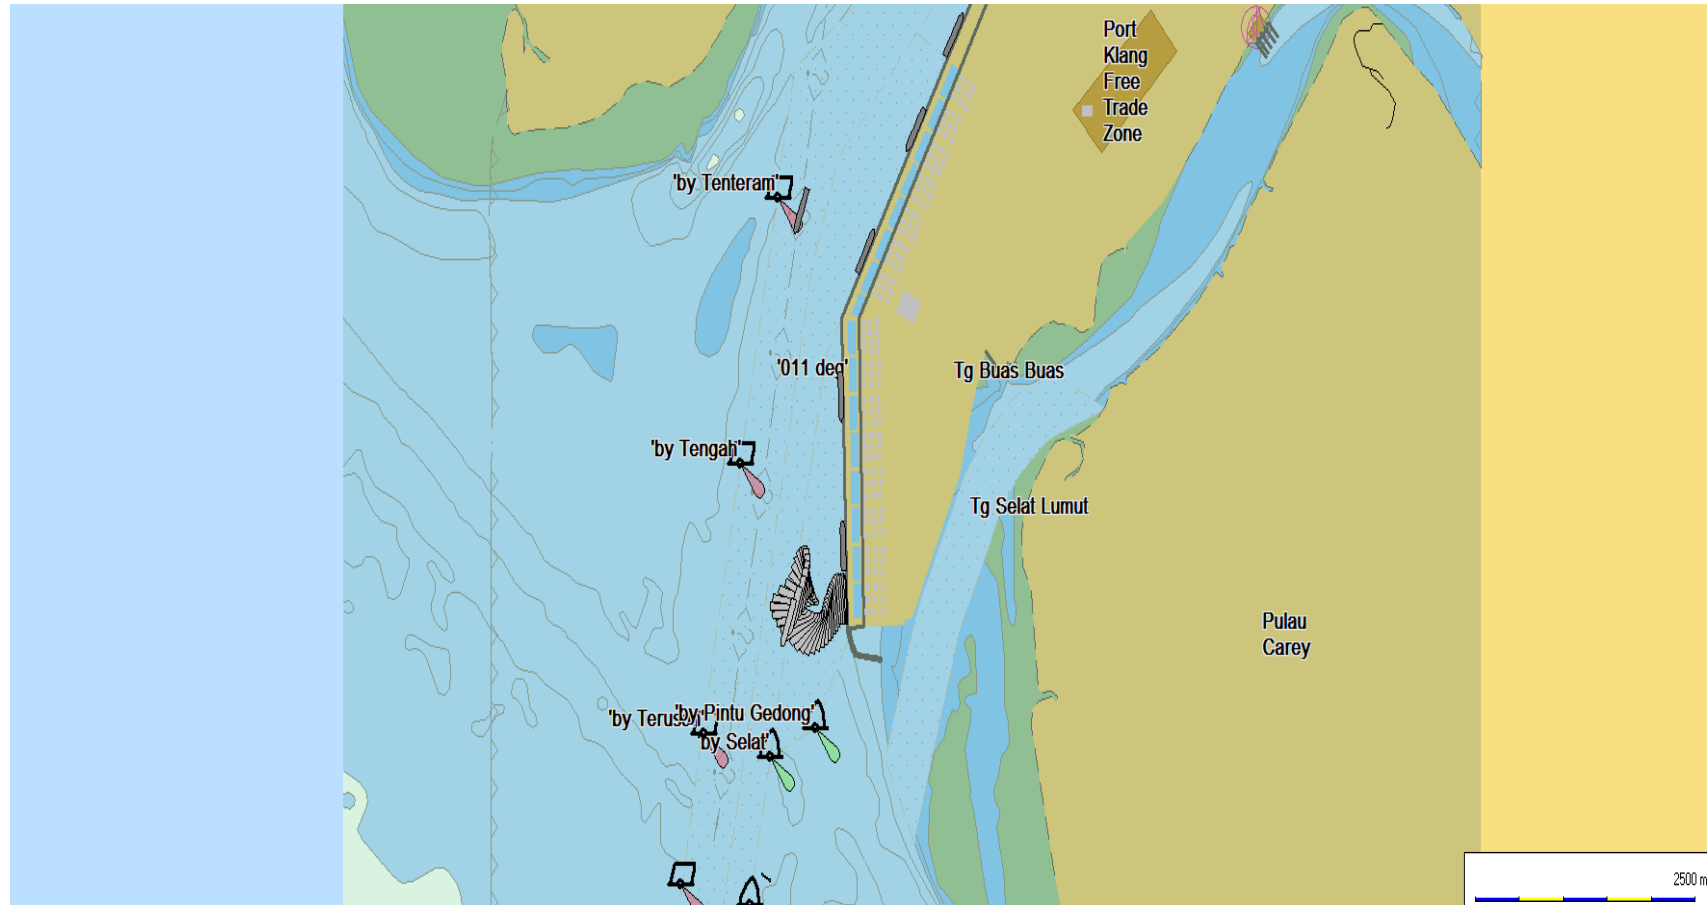 Port
Klang
Free
Trade
Zone
'by Tenteram'
'011 deg'
Tg Buas Buas
'by Tengah'
Tg Selat Lumut
Pulau
Carey
'by Pintu Gedong'
'by Selat'
2500 m